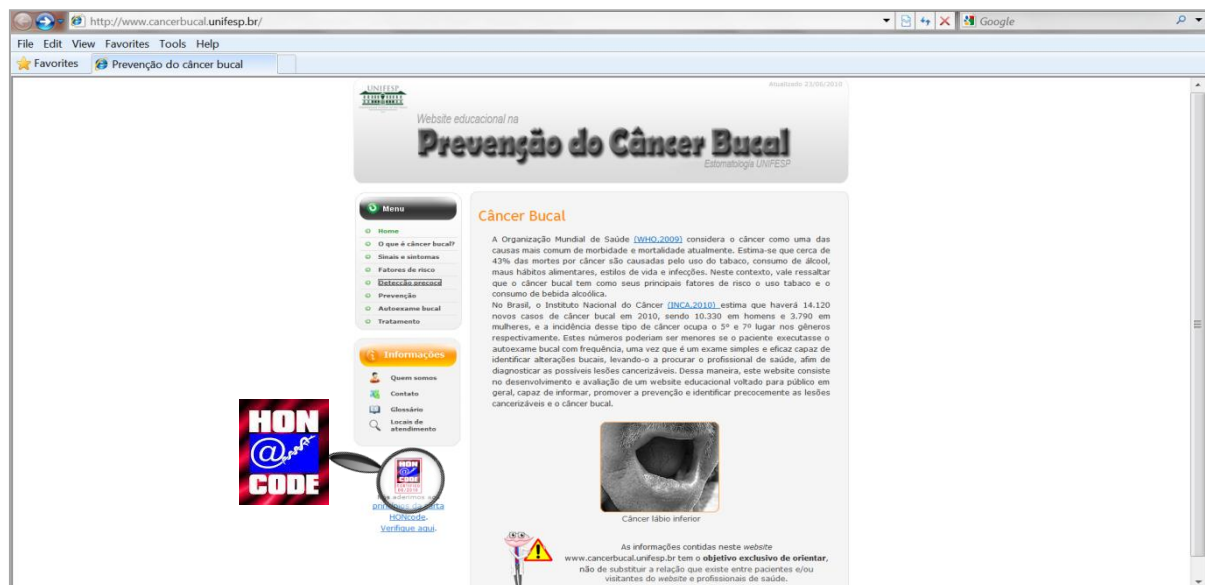 http://www.cancerbucal.unifesp.br/
Google
File Edit View Favorites Tools Help
Favorites
Prevenção do câncer bucal
UNIFESP
Atualizado 23/06/2010
Website educacional na
Prevenção do Câncer Bucal
Estomatologia UNIFESP
Menu
Home
O que é câncer bucal?
Sinais e sintomas
Fatores de risco
Detecção precoce
Prevenção
Autoexame bucal
Tratamento
Informações
Quem somos
Contato
Glossário
Locais de
atendimento
HON
@
CODE
HON
@
CODE
Nós aderimos aos
princípios da carta
HONcode.
Verifique aqui.
Câncer Bucal
A Organização Mundial de Saúde (WHO,2009) considera o câncer como uma das
causas mais comum de morbidade e mortalidade atualmente. Estima-se que cerca de
43% das mortes por câncer são causadas pelo uso do tabaco, consumo de álcool,
maus hábitos alimentares, estilos de vida e infecções. Neste contexto, vale ressaltar
que o câncer bucal tem como seus principais fatores de risco o uso tabaco e o
consumo de bebida alcoólica.
No Brasil, o Instituto Nacional do Câncer (INCA,2010) estima que haverá 14.120
novos casos de câncer bucal em 2010, sendo 10.330 em homens e 3.790 em
mulheres, e a incidência desse tipo de câncer ocupa o 5º e 7º lugar nos gêneros
respectivamente. Estes números poderiam ser menores se o paciente executasse o
autoexame bucal com frequência, uma vez que é um exame simples e eficaz capaz de
identificar alterações bucais, levando-o a procurar o profissional de saúde, afim de
diagnosticar as possíveis lesões cancerizáveis. Dessa maneira, este website consiste
no desenvolvimento e avaliação de um website educacional voltado para público em
geral, capaz de informar, promover a prevenção e identificar precocemente as lesões
cancerizáveis e o câncer bucal.
Câncer lábio inferior
As informações contidas neste website
www.cancerbucal.unifesp.br tem o objetivo exclusivo de orientar,
não de substituir a relação que existe entre pacientes e/ou
visitantes do website e profissionais de saúde.